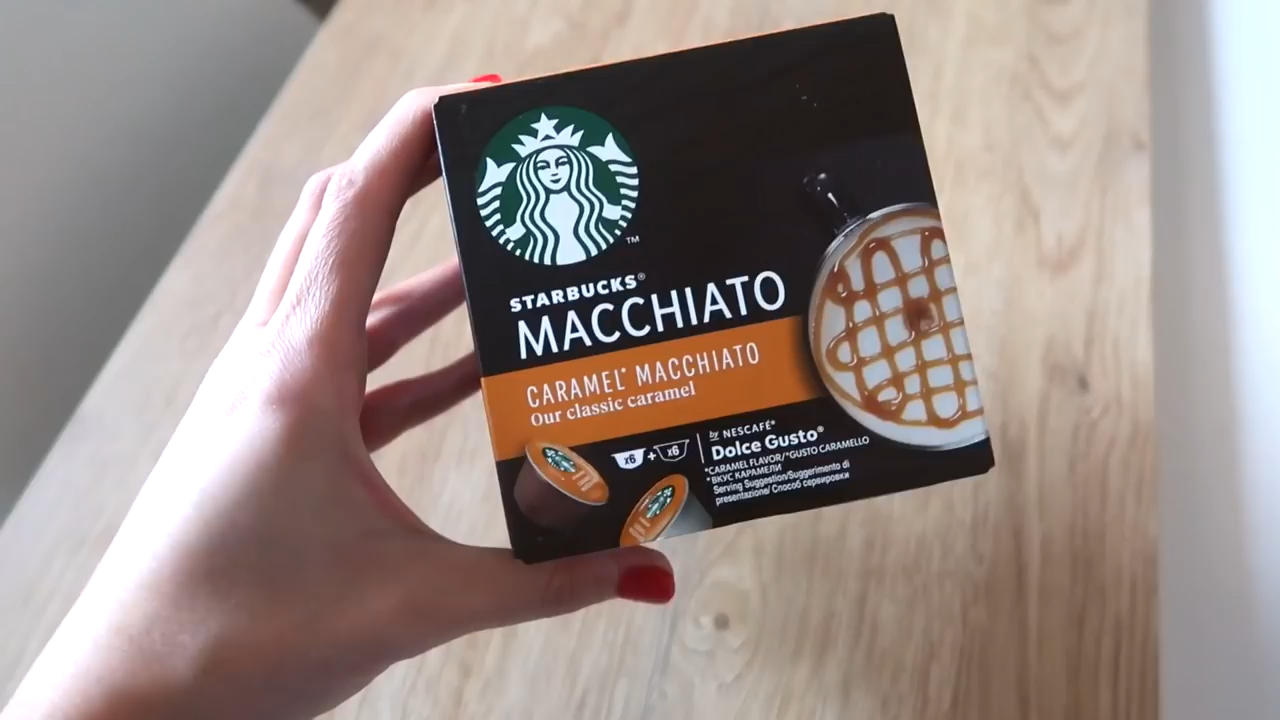 TM
STARBUCKS®
MACCHIATO
CARAMEL* MACCHIATO
Our classic caramel
x6 + x6
by NESCAFÉ®
Dolce Gusto®
*CARAMEL FLAVOR/*GUSTO CARAMELLO
*ВКУС КАРАМЕЛИ
Serving Suggestion/Suggerimento di
presentazione/ Способ сервировки